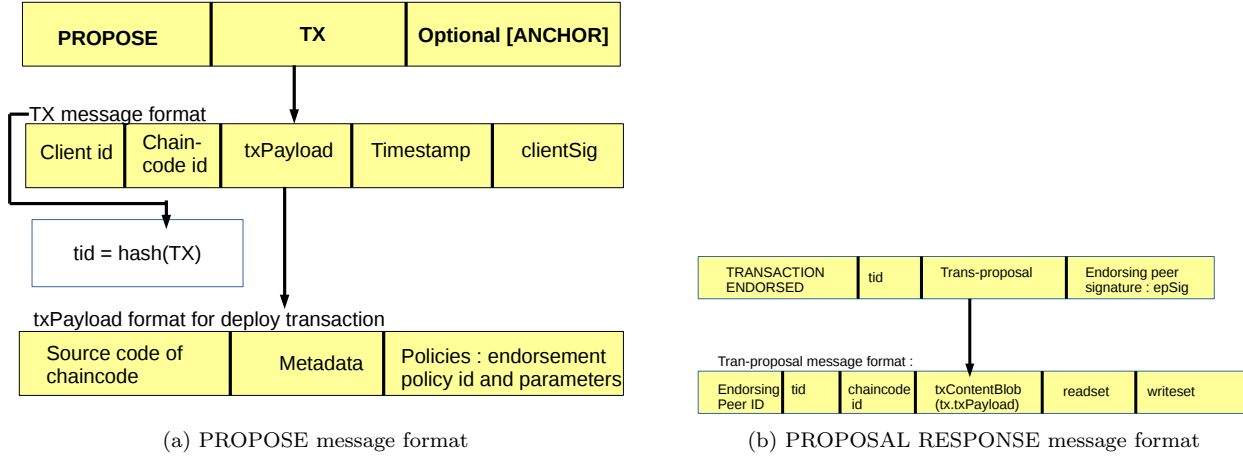 PROPOSE
TX
Optional [ANCHOR]
TX message format
Client id
Chain-
code id
txPayload
Timestamp
clientSig
tid = hash(TX)
txPayload format for deploy transaction
Source code of
chaincode
Metadata
Policies : endorsement
policy id and parameters
(a) PROPOSE message format
TRANSACTION
ENDORSED
tid
Trans-proposal
Endorsing peer
signature : epSig
Tran-proposal message format :
Endorsing
Peer ID
tid
chaincode
id
txContentBlob
(tx.txPayload)
readset
writeset
(b) PROPOSAL RESPONSE message format